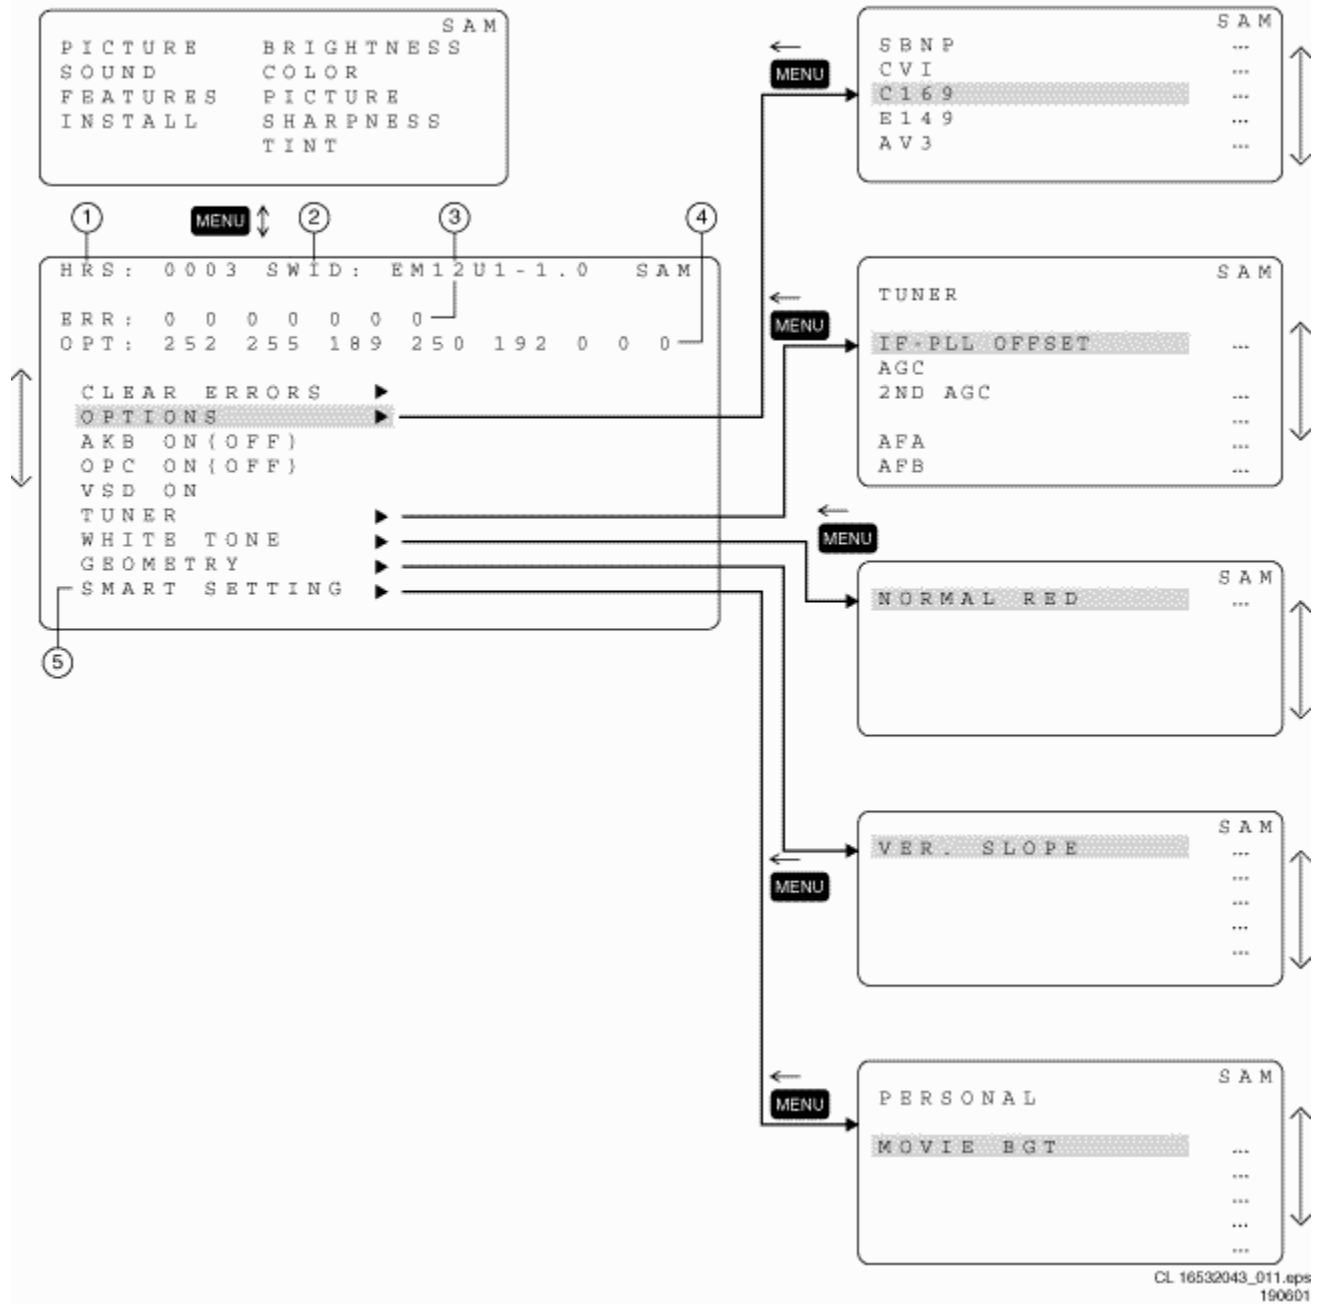 SAM
PICTURE BRIGHTNESS
SOUND COLOR
FEATURES PICTURE
INSTALL SHARPNESS
TINT
1 MENU 2 3 4
HRS: 0003 SWID: EM12U1-1.0 SAM
ERR: 0 0 0 0 0 0 0
OPT: 252 255 189 250 192 0 0 0
CLEAR ERRORS
OPTIONS
AKB ON(OFF)
OPC ON(OFF)
VSD ON
TUNER
WHITE TONE
GEOMETRY
SMART SETTING
5
MENU
SAM
SBNP ...
CVI ...
C169 ...
E149 ...
AV3 ...
MENU
SAM
TUNER
IF-PLL OFFSET ...
AGC
2ND AGC ...
...
AFA ...
AFB ...
MENU
SAM
NORMAL RED ...
MENU
SAM
VER. SLOPE ...
...
...
...
...
MENU
SAM
PERSONAL
MOVIE BGT ...
...
...
...
...
CL 16532043_011.eps
190601